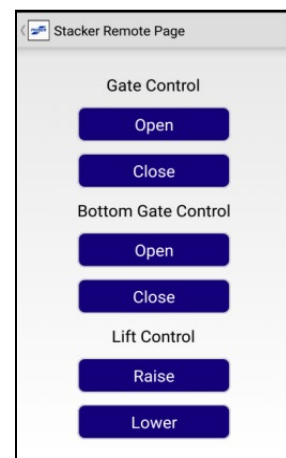 Stacker Remote Page
Gate Control
Open
Close
Bottom Gate Control
Open
Close
Lift Control
Raise
Lower